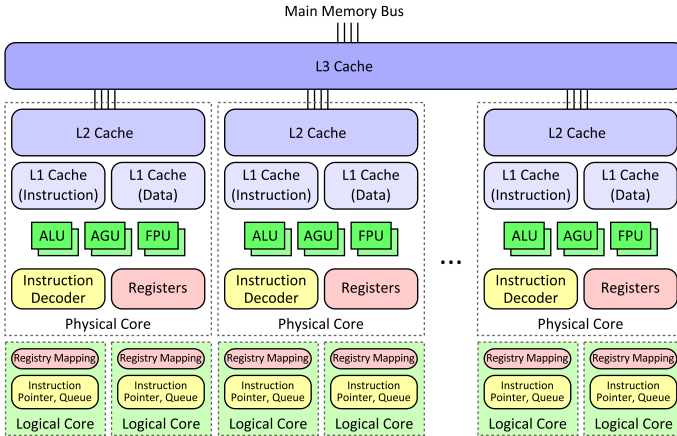 Main Memory Bus
L3 Cache
L2 Cache
L2 Cache
L2 Cache
L1 Cache
(Instruction)
L1 Cache
(Data)
L1 Cache
(Instruction)
L1 Cache
(Data)
L1 Cache
(Instruction)
L1 Cache
(Data)
ALU
AGU
FPU
ALU
AGU
FPU
ALU
AGU
FPU
...
Instruction
Decoder
Registers
Instruction
Decoder
Registers
Instruction
Decoder
Registers
Physical Core
Physical Core
Physical Core
Registry Mapping
Registry Mapping
Registry Mapping
Registry Mapping
Registry Mapping
Registry Mapping
Instruction
Pointer, Queue
Instruction
Pointer, Queue
Instruction
Pointer, Queue
Instruction
Pointer, Queue
Instruction
Pointer, Queue
Instruction
Pointer, Queue
Logical Core
Logical Core
Logical Core
Logical Core
Logical Core
Logical Core